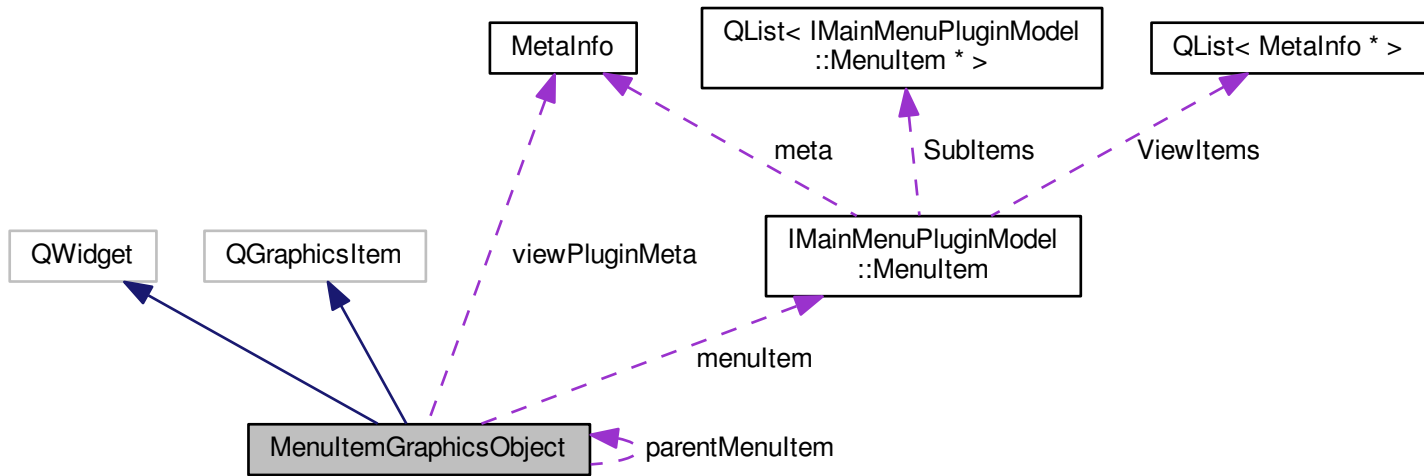 MetaInfo
QList< IMainMenuPluginModel
::MenuItem * >
QList< MetaInfo * >
meta
SubItems
ViewItems
QWidget
QGraphicsItem
viewPluginMeta
IMainMenuPluginModel
::MenuItem
menuItem
MenuItemGraphicsObject
parentMenuItem